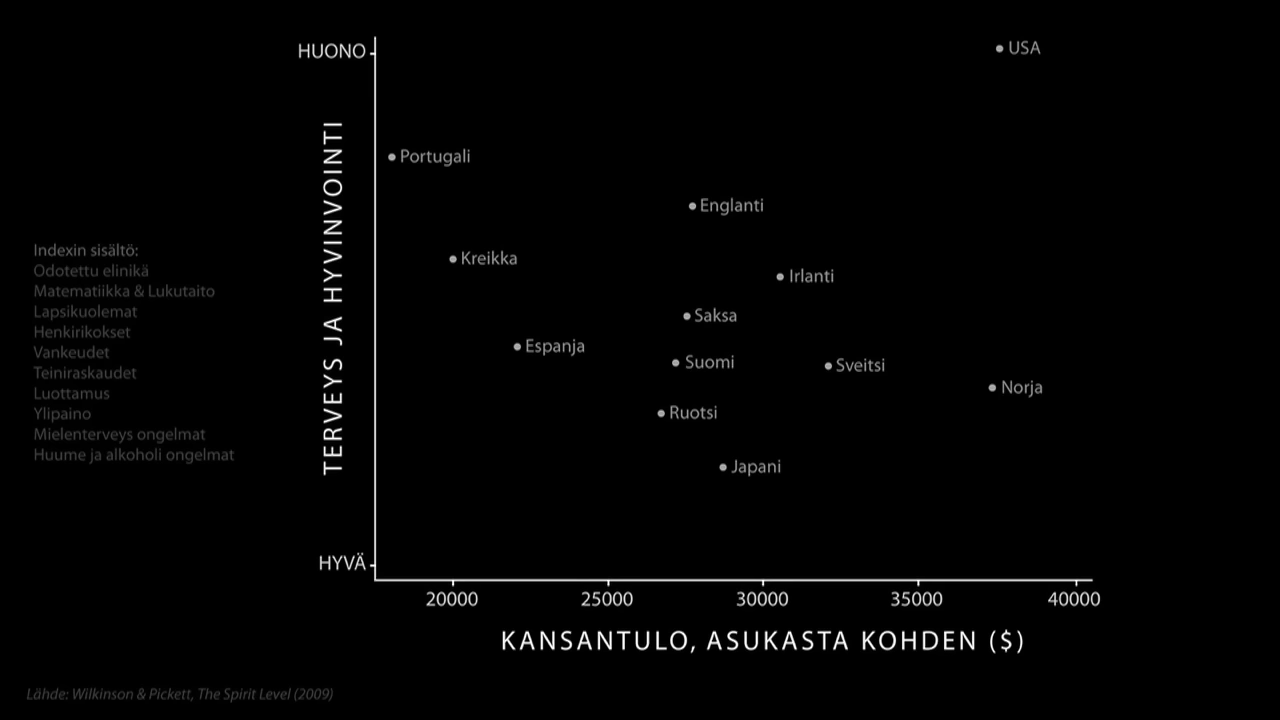 HUONO
USA
TERVEYS JA HYVINVOINTI
Portugali
Englanti
Kreikka
Irlanti
Saksa
Espanja
Suomi
Sveitsi
Norja
Ruotsi
Japani
HYVÄ
Indexin sisältö:
Odotettu elinikä
Matematiikka & Lukutaito
Lapsikuolemat
Henkirikokset
Vankeudet
Teiniraskaudet
Luottamus
Ylipaino
Mielenterveys ongelmat
Huume ja alkoholi ongelmat
20000 25000 30000 35000 40000
KANSANTULO, ASUKASTA KOHDEN ($)
Lähde: Wilkinson & Pickett, The Spirit Level (2009)